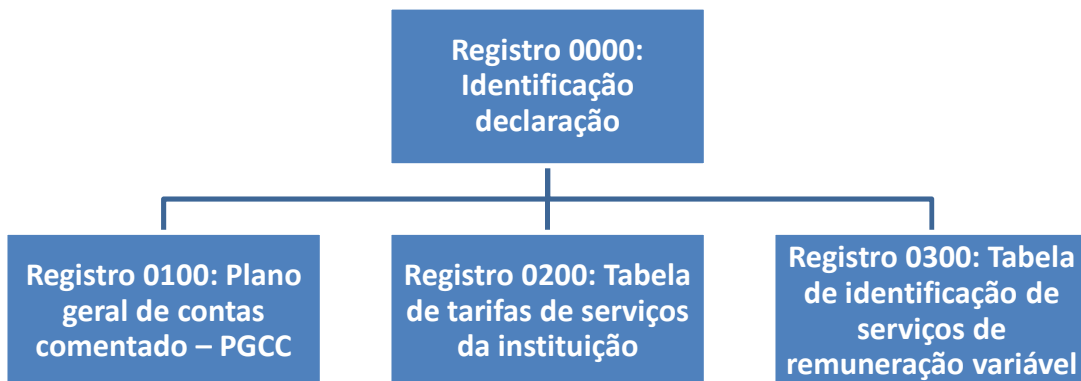 Registro 0000:
Identificação
declaração
Registro 0100: Plano
geral de contas
comentado – PGCC
Registro 0200: Tabela
de tarifas de serviços
da instituição
Registro 0300: Tabela
de identificação de
serviços de
remuneração variável